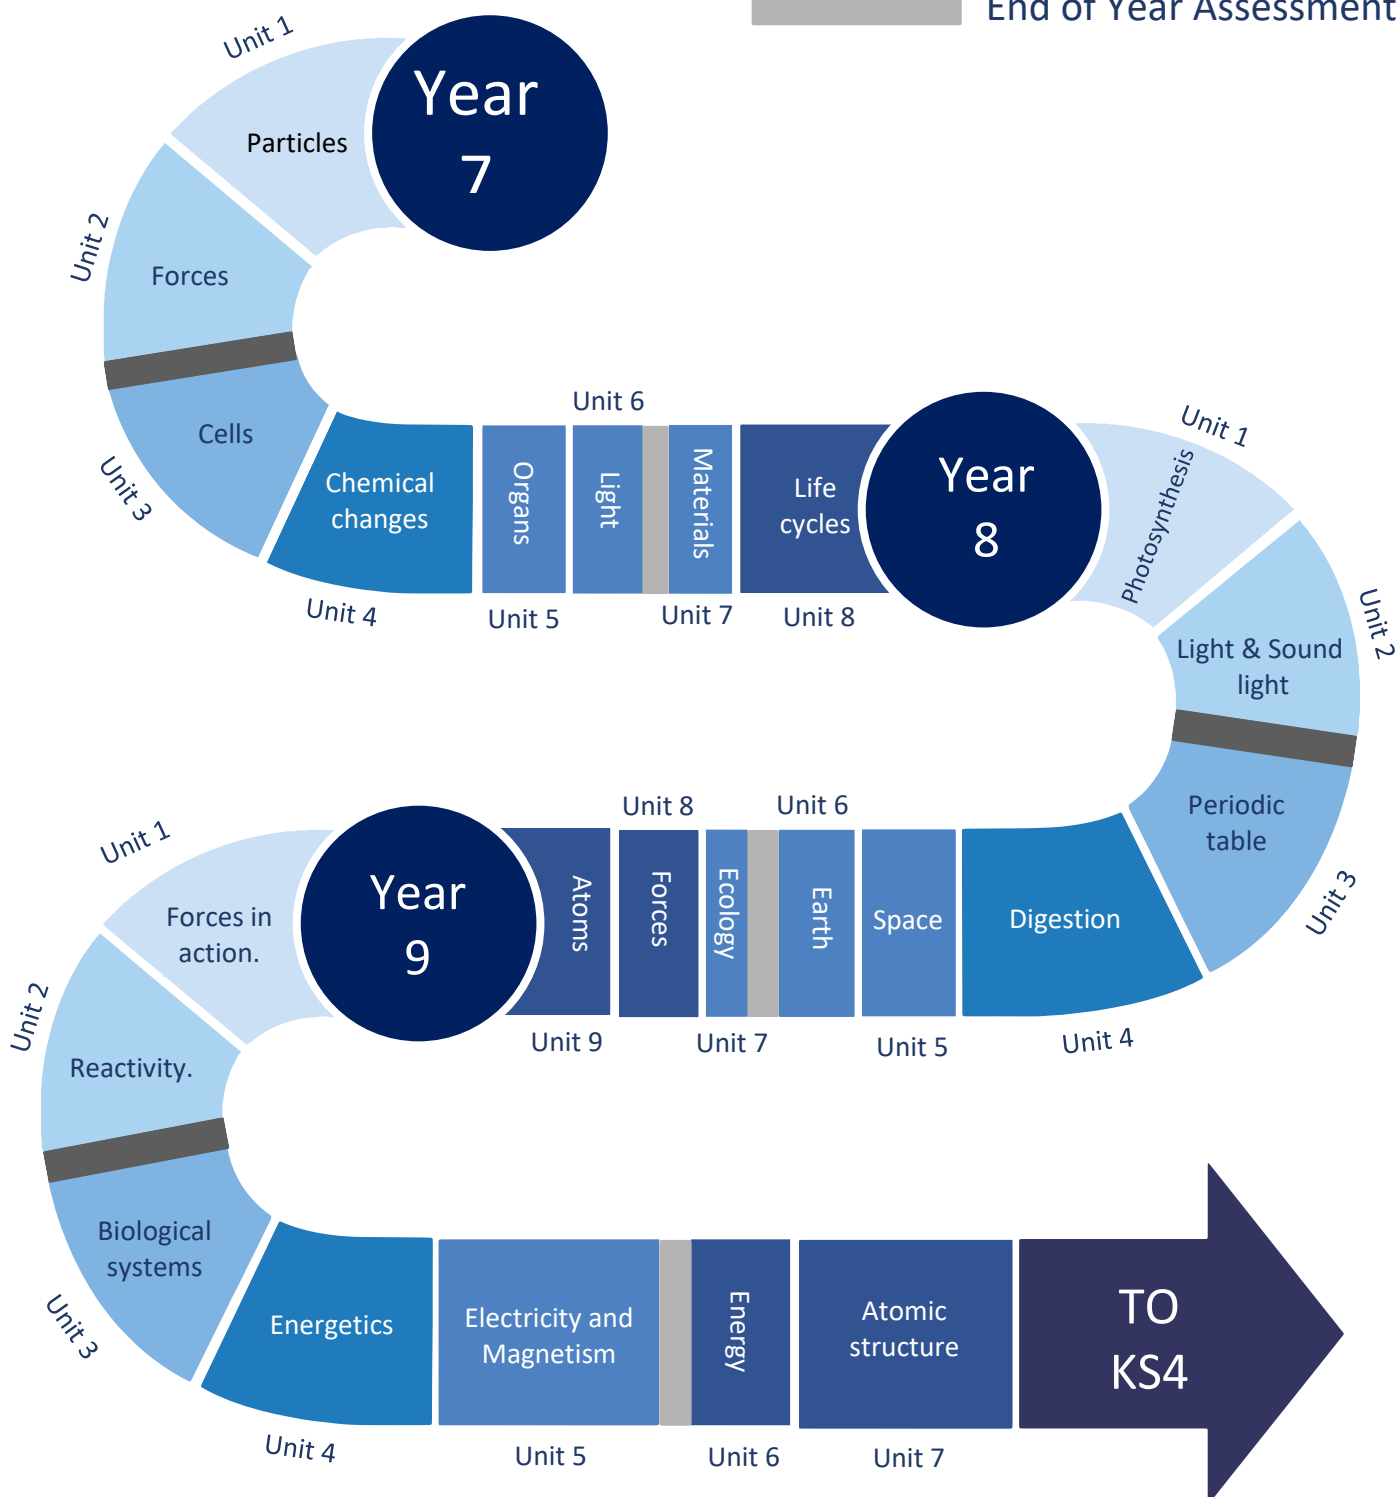 End of Year Assessment
Unit 1
Year
7
Particles
Unit 2
Forces
Cells
Unit 3
Chemical
changes
Unit 4
Organs
Unit 5
Unit 6
Light
Materials
Unit 7
Life
cycles
Unit 8
Year
8
Unit 1
Photosynthesis
Unit 2
Light & Sound
light
Periodic
table
Unit 3
Digestion
Unit 4
Space
Unit 5
Unit 6
Earth
Ecology
Unit 7
Unit 8
Forces
Atoms
Unit 9
Year
9
Unit 1
Forces in
action.
Unit 2
Reactivity.
Biological
systems
Unit 3
Energetics
Unit 4
Electricity and
Magnetism
Unit 5
Energy
Unit 6
Atomic
structure
Unit 7
TO
KS4